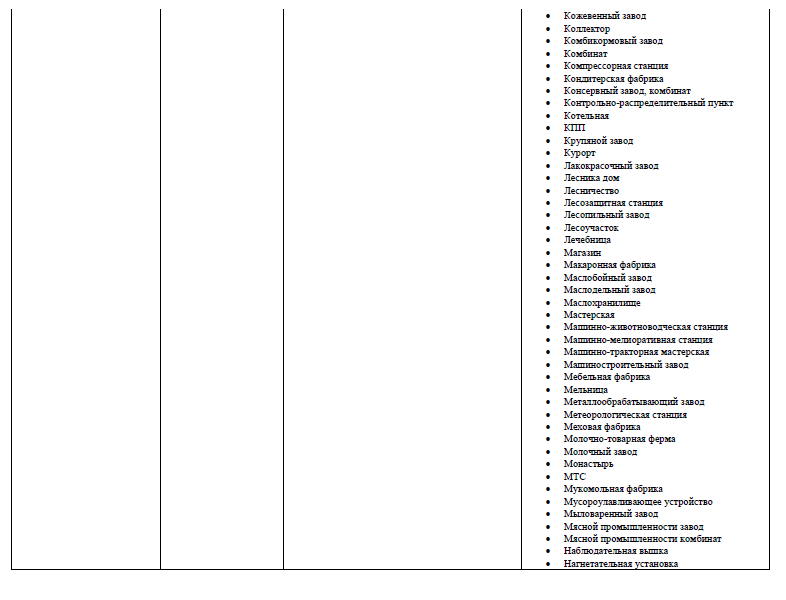 • Кожевенный завод
• Коллектор
• Комбикормовый завод
• Комбинат
• Компрессорная станция
• Кондитерская фабрика
• Консервный завод, комбинат
• Контрольно-распределительный пункт
• Котельная
• КПП
• Крупяной завод
• Курорт
• Лакокрасочный завод
• Лесника дом
• Лесничество
• Лесозащитная станция
• Лесопильный завод
• Лесоучасток
• Лечебница
• Магазин
• Макаронная фабрика
• Маслобойный завод
• Маслодельный завод
• Маслохранилище
• Мастерская
• Машинно-животноводческая станция
• Машинно-мелиоративная станция
• Машинно-тракторная мастерская
• Машиностроительный завод
• Мебельная фабрика
• Мельница
• Металлообрабатывающий завод
• Метеорологическая станция
• Меховая фабрика
• Молочно-товарная ферма
• Молочный завод
• Монастырь
• МТС
• Мукомольная фабрика
• Мусороулавливающее устройство
• Мыловаренный завод
• Мясной промышленности завод
• Мясной промышленности комбинат
• Наблюдательная вышка
• Нагнетательная установка